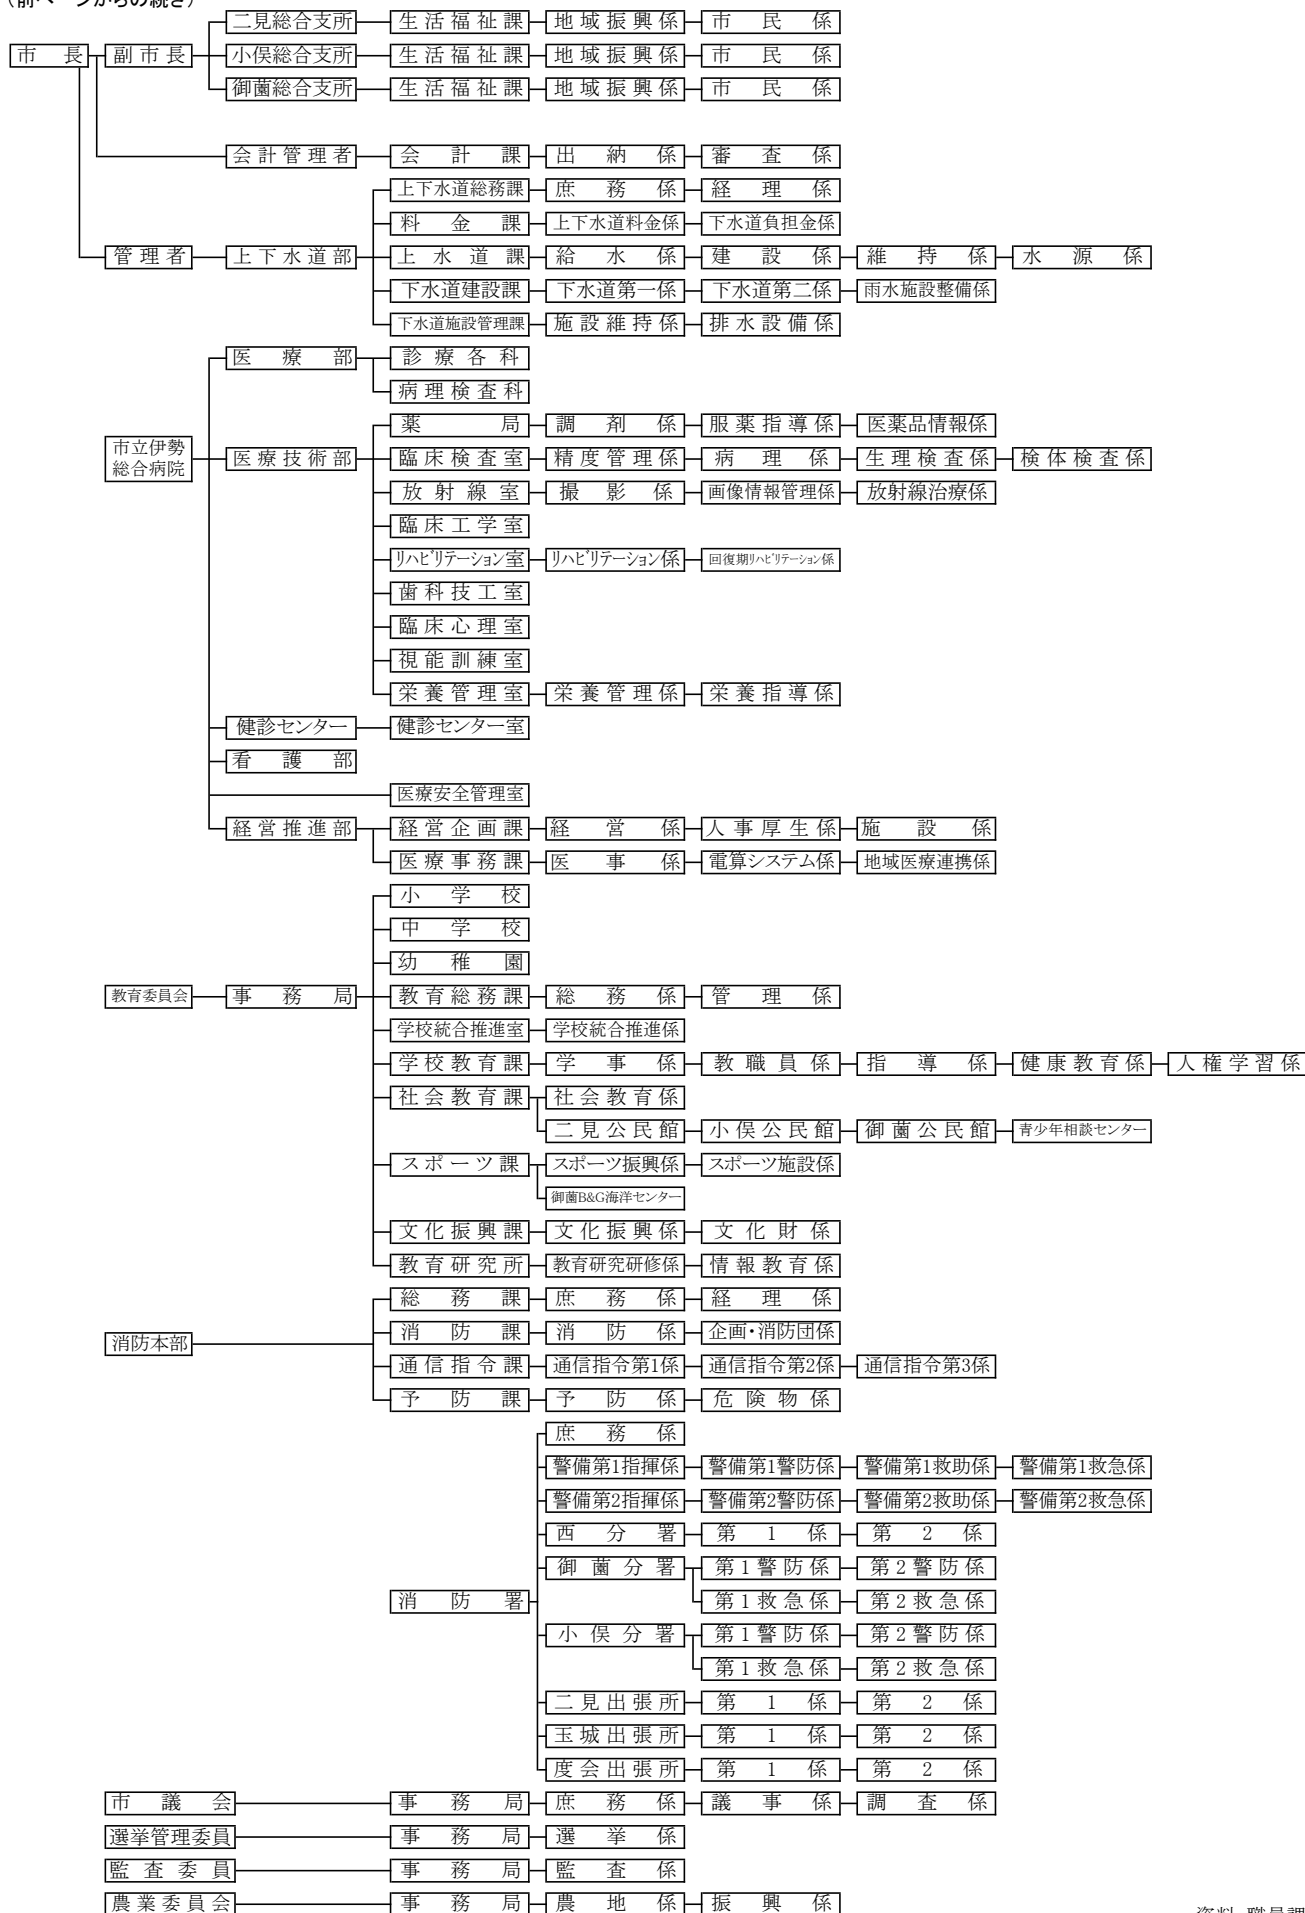 (前ページからの続き)
二見総合支所 生活福祉課 地域振興係 市民係
市長 副市長 小俣総合支所 生活福祉課 地域振興係 市民係
御薗総合支所 生活福祉課 地域振興係 市民係
会計管理者 会計課 出納係 審査係
上下水道総務課 庶務係 経理係
料金課 上下水道料金係 下水道負担金係
管理者 上下水道部 上水道課 給水係 建設係 維持係 水源係
下水道建設課 下水道第一係 下水道第二係 雨水施設整備係
下水道施設管理課 施設維持係 排水設備係
医療部 診療各科
病理検査科
薬局 調剤係 服薬指導係 医薬品情報係
市立伊勢
総合病院 医療技術部 臨床検査室 精度管理係 病理係 生理検査係 検体検査係
放射線室 撮影係 画像情報管理係 放射線治療係
臨床工学室
リハビリテーション室 リハビリテーション係 回復期リハビリテーション係
歯科技工室
臨床心理室
視能訓練室
栄養管理室 栄養管理係 栄養指導係
健診センター 健診センター室
看護部
医療安全管理室
経営推進部 経営企画課 経営係 人事厚生係 施設係
医療事務課 医事係 電算システム係 地域医療連携係
小学校
中学校
幼稚園
教育委員会 事務局 教育総務課 総務係 管理係
学校統合推進室 学校統合推進係
学校教育課 学事係 教職員係 指導係 健康教育係 人権学習係
社会教育課 社会教育係
二見公民館 小俣公民館 御薗公民館 青少年相談センター
スポーツ課 スポーツ振興係 スポーツ施設係
御薗B&G海洋センター
文化振興課 文化振興係 文化財係
教育研究所 教育研究研修係 情報教育係
総務課 庶務係 経理係
消防本部 消防課 消防係 企画・消防団係
通信指令課 通信指令第1係 通信指令第2係 通信指令第3係
予防課 予防係 危険物係
庶務係
警備第1指揮係 警備第1警防係 警備第1救助係 警備第1救急係
警備第2指揮係 警備第2警防係 警備第2救助係 警備第2救急係
西分署 第1係 第2係
御薗分署 第1警防係 第2警防係
消防署 第1救急係 第2救急係
小俣分署 第1警防係 第2警防係
第1救急係 第2救急係
二見出張所 第1係 第2係
玉城出張所 第1係 第2係
度会出張所 第1係 第2係
市議会 事務局 庶務係 議事係 調査係
選挙管理委員 事務局 選挙係
監査委員 事務局 監査係
農業委員会 事務局 農地係 振興係
資料 職員課